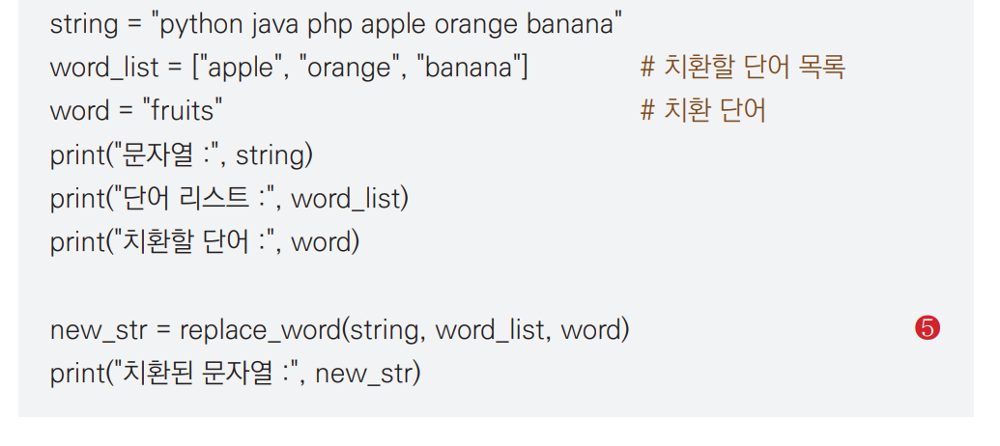 string = "python java php apple orange banana"
word_list = ["apple", "orange", "banana"] # 치환할 단어 목록
word = "fruits" # 치환 단어
print("문자열 :", string)
print("단어 리스트 :", word_list)
print("치환할 단어 :", word)
new_str = replace_word(string, word_list, word) ❺
print("치환된 문자열 :", new_str)